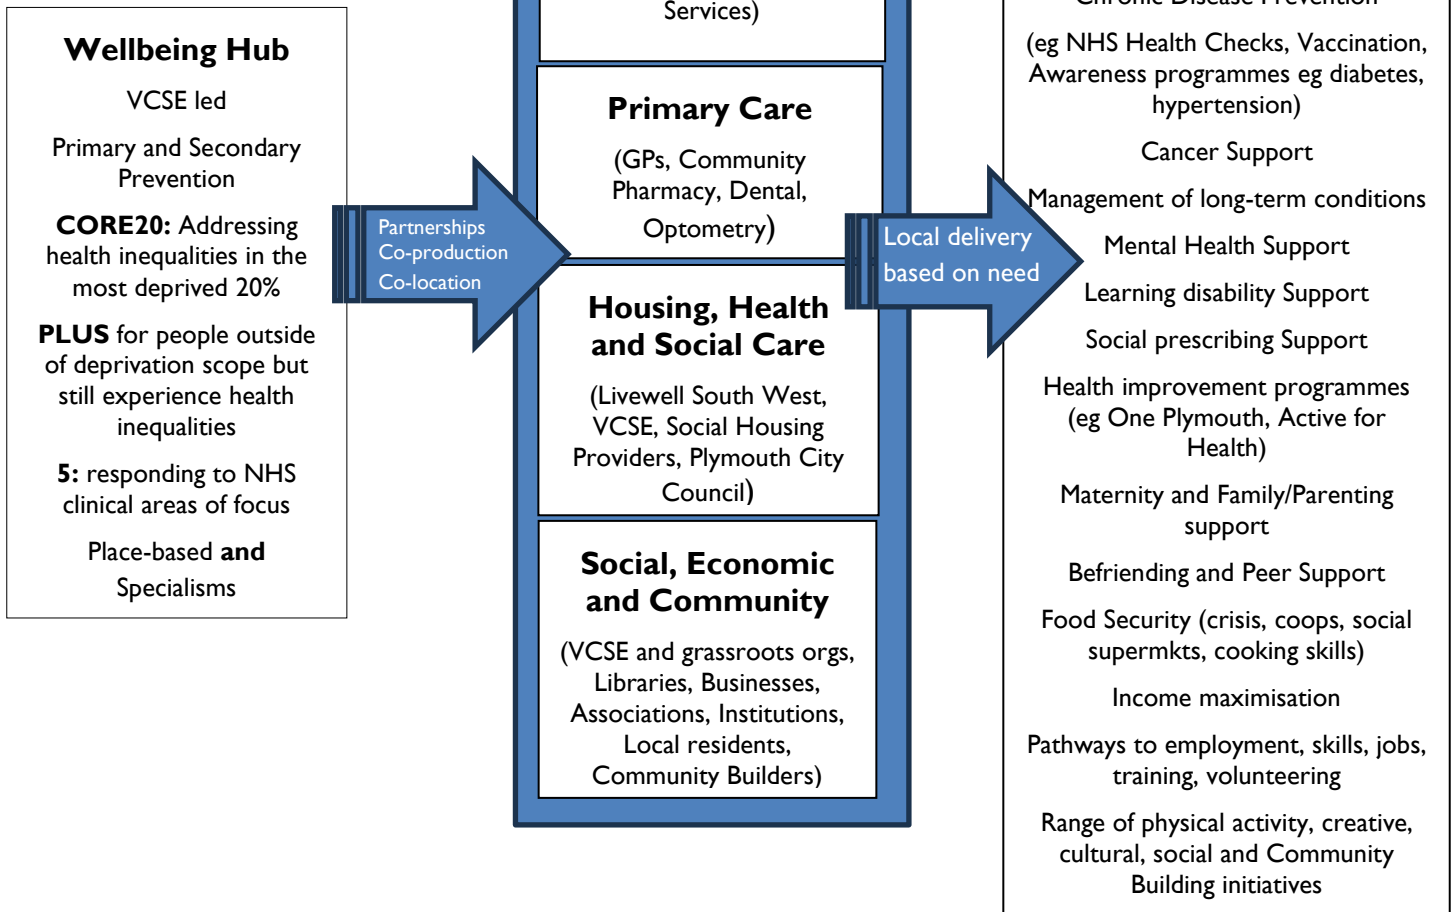 Wellbeing Hub
VCSE led
Primary and Secondary
Prevention
CORE20: Addressing
health inequalities in the
most deprived 20%
PLUS for people outside
of deprivation scope but
still experience health
inequalities
5: responding to NHS
clinical areas of focus
Place-based and
Specialisms
Partnerships
Co-production
Co-location
Services)
Primary Care
(GPs, Community
Pharmacy, Dental,
Optometry)
Housing, Health
and Social Care
(Livewell South West,
VCSE, Social Housing
Providers, Plymouth City
Council)
Social, Economic
and Community
(VCSE and grassroots orgs,
Libraries, Businesses,
Associations, Institutions,
Local residents,
Community Builders)
Local delivery
based on need
Chronic Disease Prevention
(eg NHS Health Checks, Vaccination,
Awareness programmes eg diabetes,
hypertension)
Cancer Support
Management of long-term conditions
Mental Health Support
Learning disability Support
Social prescribing Support
Health improvement programmes
(eg One Plymouth, Active for
Health)
Maternity and Family/Parenting
support
Befriending and Peer Support
Food Security (crisis, coops, social
supermkts, cooking skills)
Income maximisation
Pathways to employment, skills, jobs,
training, volunteering
Range of physical activity, creative,
cultural, social and Community
Building initiatives